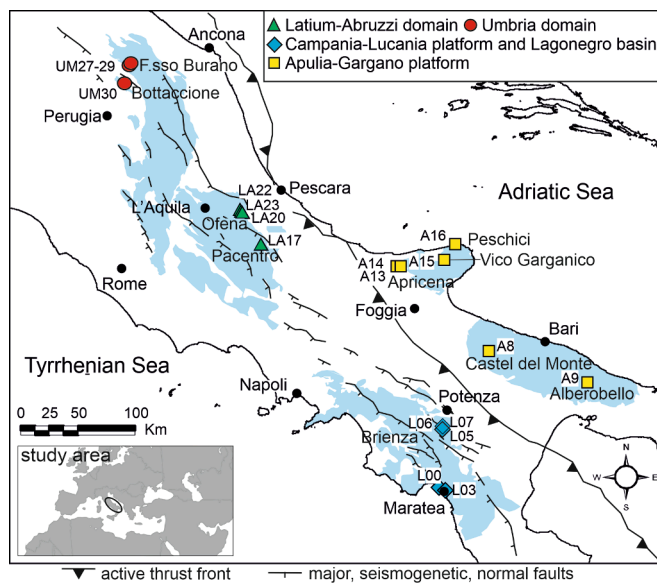 Latium-Abruzzi domain
Umbria domain
Campania-Lucania platform and Lagonegro basin
Apulia-Gargano platform
Ancona
UM27-29
F.sso Burano
UM30
Bottaccione
Perugia
LA22
LA23
LA20
Pescara
L'Aquila
Ofena
LA17
Pacentro
Adriatic Sea
Rome
A16
Peschici
A14
A15
Vico Garganico
A13
Apricena
Foggia
Bari
A8
Castel del Monte
A9
Alberobello
Tyrrhenian Sea
Napoli
Potenza
L06
L07
L05
Brienza
L00
L03
Maratea
0 20 40 60 100
Km
study area
N
W
E
S
active thrust front
major, seismogenetic, normal faults